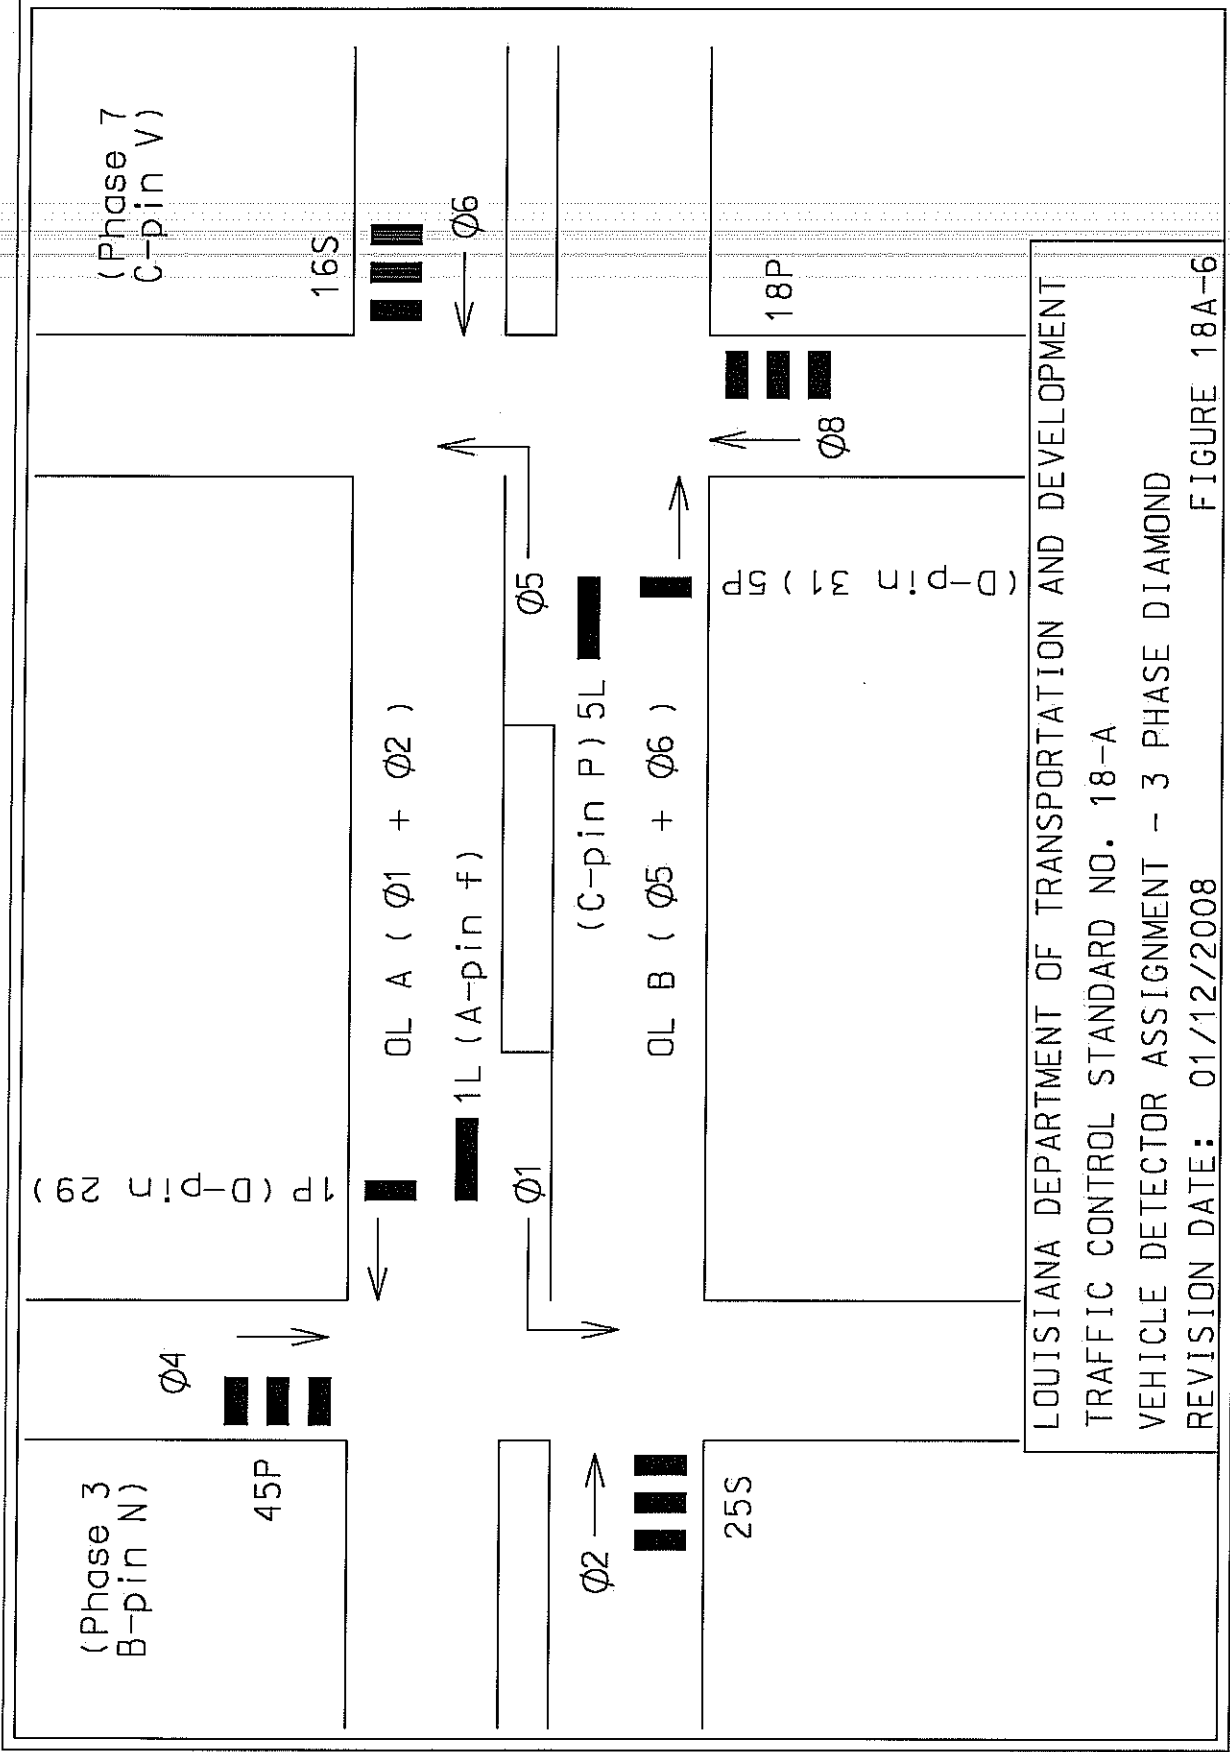 (Phase 3
B-pin N)
(Phase 7
C-pin V)
45P
Ø4
1P (D-pin 29)
16S
Ø6
OL A ( Ø1 + Ø2 )
1L (A-pin f)
Ø1
Ø5
(C-pin P) 5L
OL B ( Ø5 + Ø6 )
Ø2
25S
(D-pin 31) 5P
18P
Ø8
LOUISIANA DEPARTMENT OF TRANSPORTATION AND DEVELOPMENT
TRAFFIC CONTROL STANDARD NO. 18-A
VEHICLE DETECTOR ASSIGNMENT - 3 PHASE DIAMOND
REVISION DATE: 01/12/2008 FIGURE 18A-6